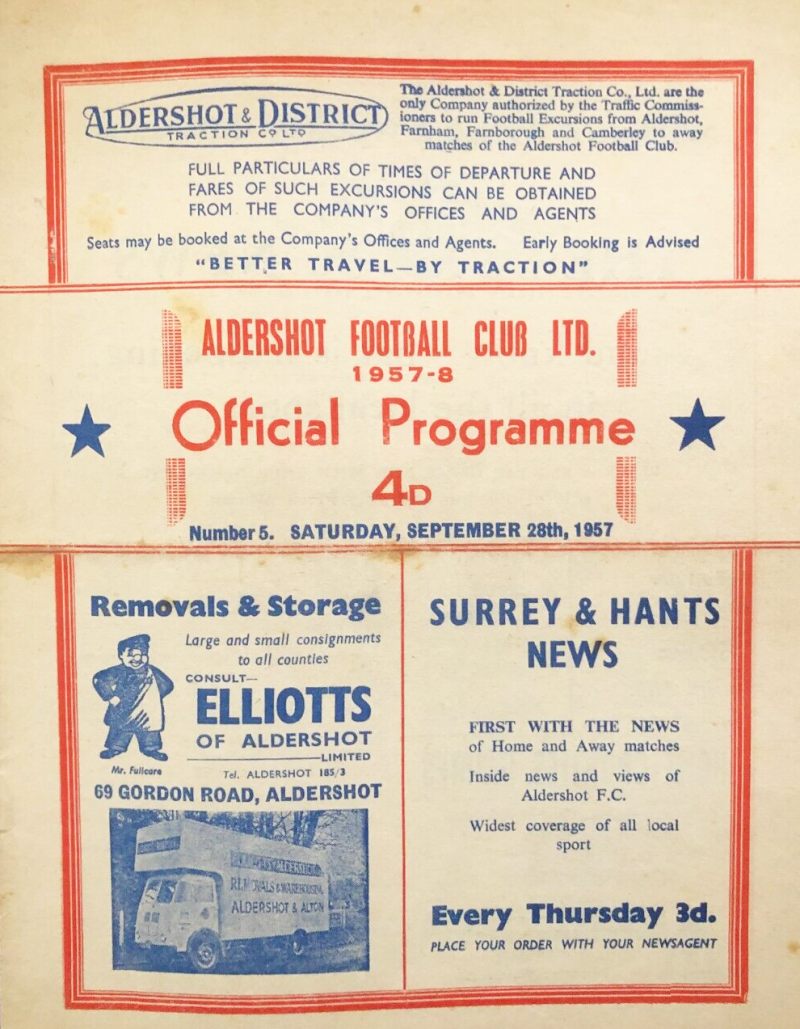 ALDERSHOT & DISTRICT
TRACTION CO LTD
The Aldershot & District Traction Co., Ltd. are the
only Company authorized by the Traffic Commiss-
ioners to run Football Excursions from Aldershot,
Farnham, Farnborough and Camberley to away
matches of the Aldershot Football Club.
FULL PARTICULARS OF TIMES OF DEPARTURE AND
FARES OF SUCH EXCURSIONS CAN BE OBTAINED
FROM THE COMPANY'S OFFICES AND AGENTS
Seats may be booked at the Company's Offices and Agents. Early Booking is Advised
"BETTER TRAVEL—BY TRACTION"
ALDERSHOT FOOTBALL CLUB LTD.
1957-8
Official Programme
4D
Number 5. SATURDAY, SEPTEMBER 28th, 1957
Removals & Storage
Large and small consignments
to all counties
CONSULT—
ELLIOTTS
OF ALDERSHOT
LIMITED
Mr. Fullcare
Tel. ALDERSHOT 185/3
69 GORDON ROAD, ALDERSHOT
REMOVALS & WAREHOUSING
ALDERSHOT & ALTON
SURREY & HANTS
NEWS
FIRST WITH THE NEWS
of Home and Away matches
Inside news and views of
Aldershot F.C.
Widest coverage of all local
sport
Every Thursday 3d.
PLACE YOUR ORDER WITH YOUR NEWSAGENT